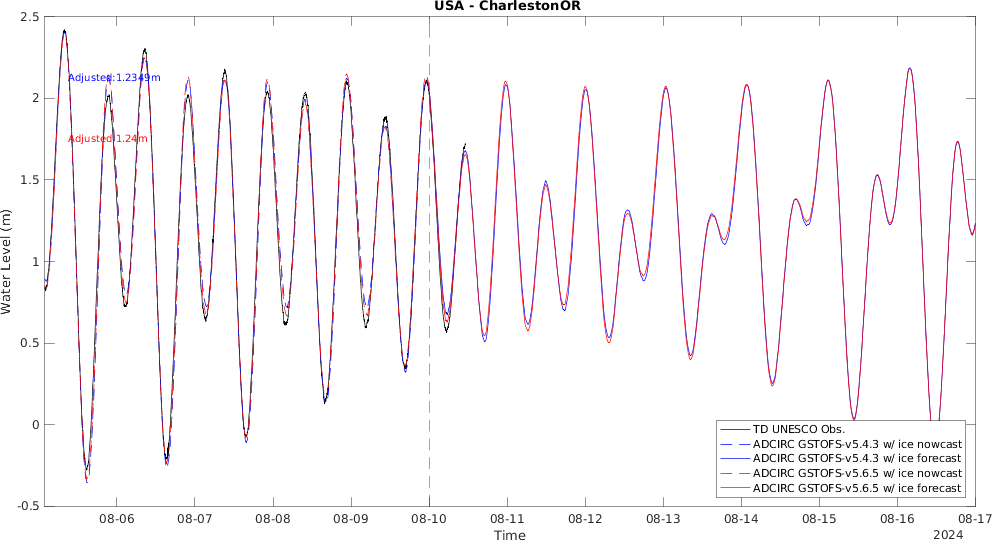 USA - CharlestonOR
2.5
2
1.5
1
0.5
0
-0.5
Water Level (m)
Adjusted:1.2349m
Adjusted:1.24m
TD UNESCO Obs.
ADCIRC GSTOFS-v5.4.3 w/ ice nowcast
ADCIRC GSTOFS-v5.4.3 w/ ice forecast
ADCIRC GSTOFS-v5.6.5 w/ ice nowcast
ADCIRC GSTOFS-v5.6.5 w/ ice forecast
08-06 08-07 08-08 08-09 08-10 08-11 08-12 08-13 08-14 08-15 08-16 08-17
Time
2024